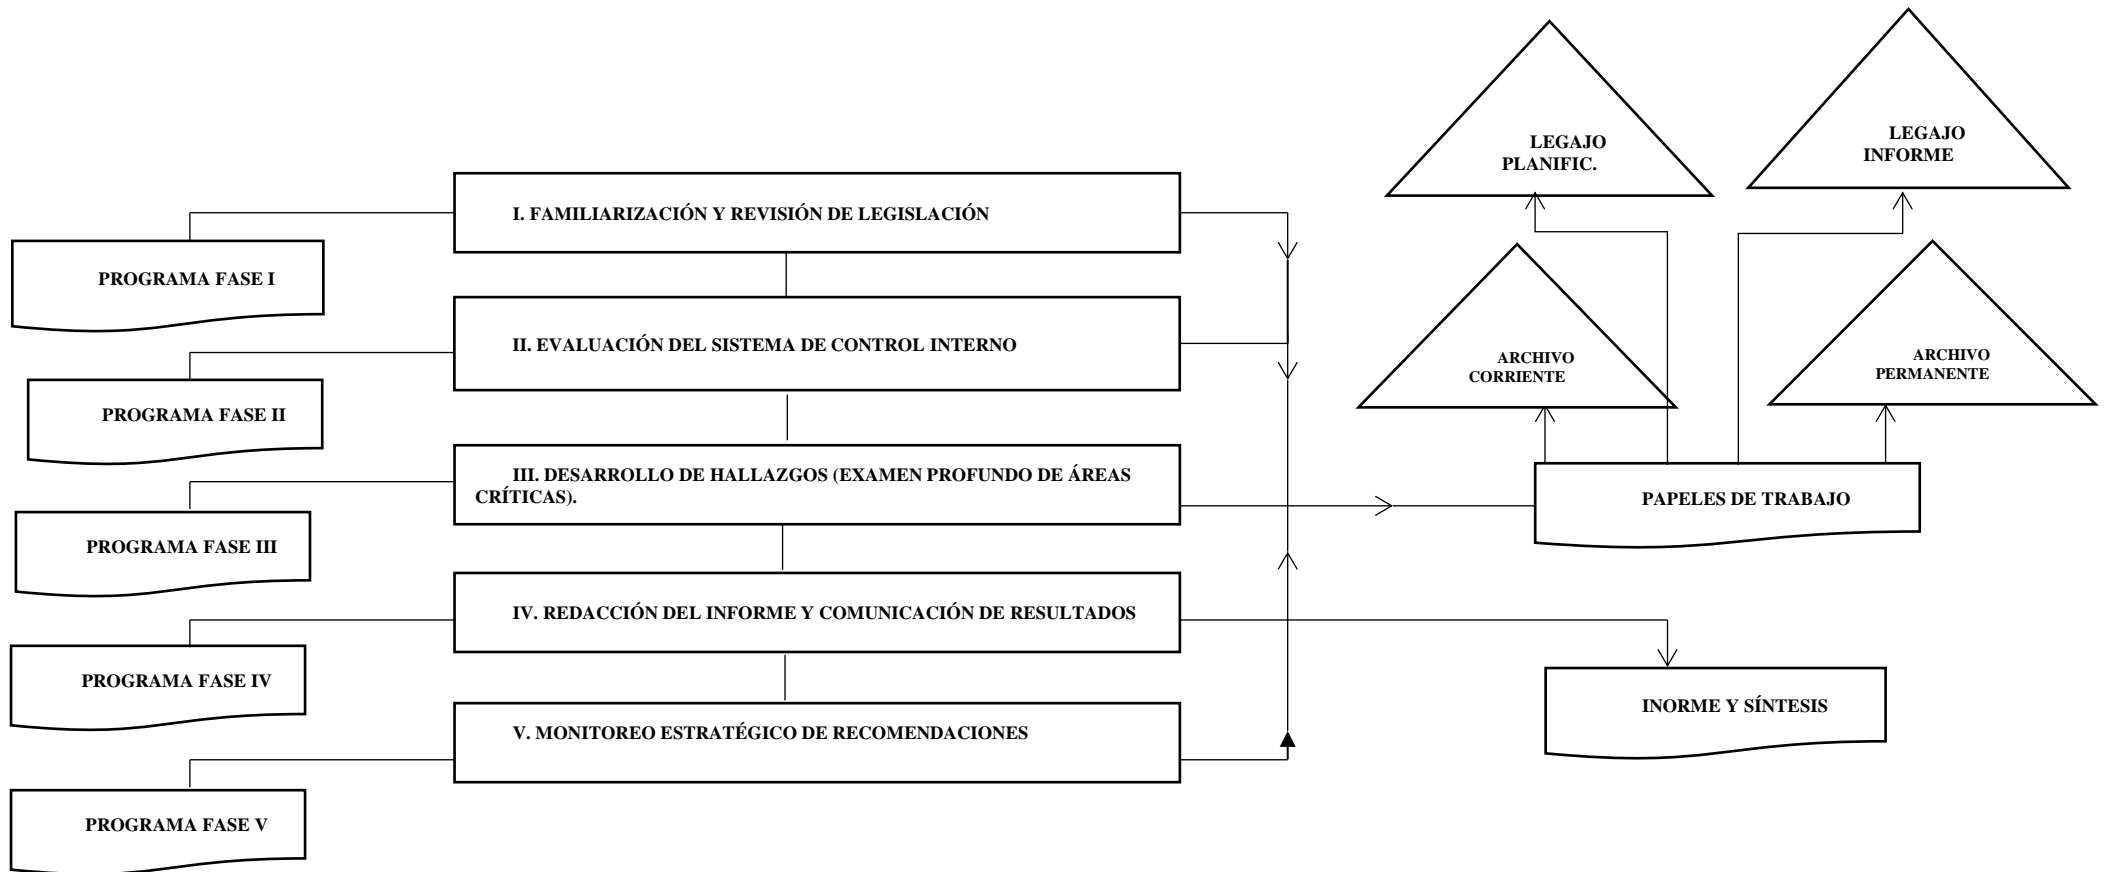 LEGAJO
PLANIFIC.
LEGAJO
INFORME
I. FAMILIARIZACIÓN Y REVISIÓN DE LEGISLACIÓN
PROGRAMA FASE I
II. EVALUACIÓN DEL SISTEMA DE CONTROL INTERNO
ARCHIVO
CORRIENTE
ARCHIVO
PERMANENTE
PROGRAMA FASE II
III. DESARROLLO DE HALLAZGOS (EXAMEN PROFUNDO DE ÁREAS
CRÍTICAS).
PAPELES DE TRABAJO
PROGRAMA FASE III
IV. REDACCIÓN DEL INFORME Y COMUNICACIÓN DE RESULTADOS
PROGRAMA FASE IV
INORME Y SÍNTESIS
V. MONITOREO ESTRATÉGICO DE RECOMENDACIONES
PROGRAMA FASE V